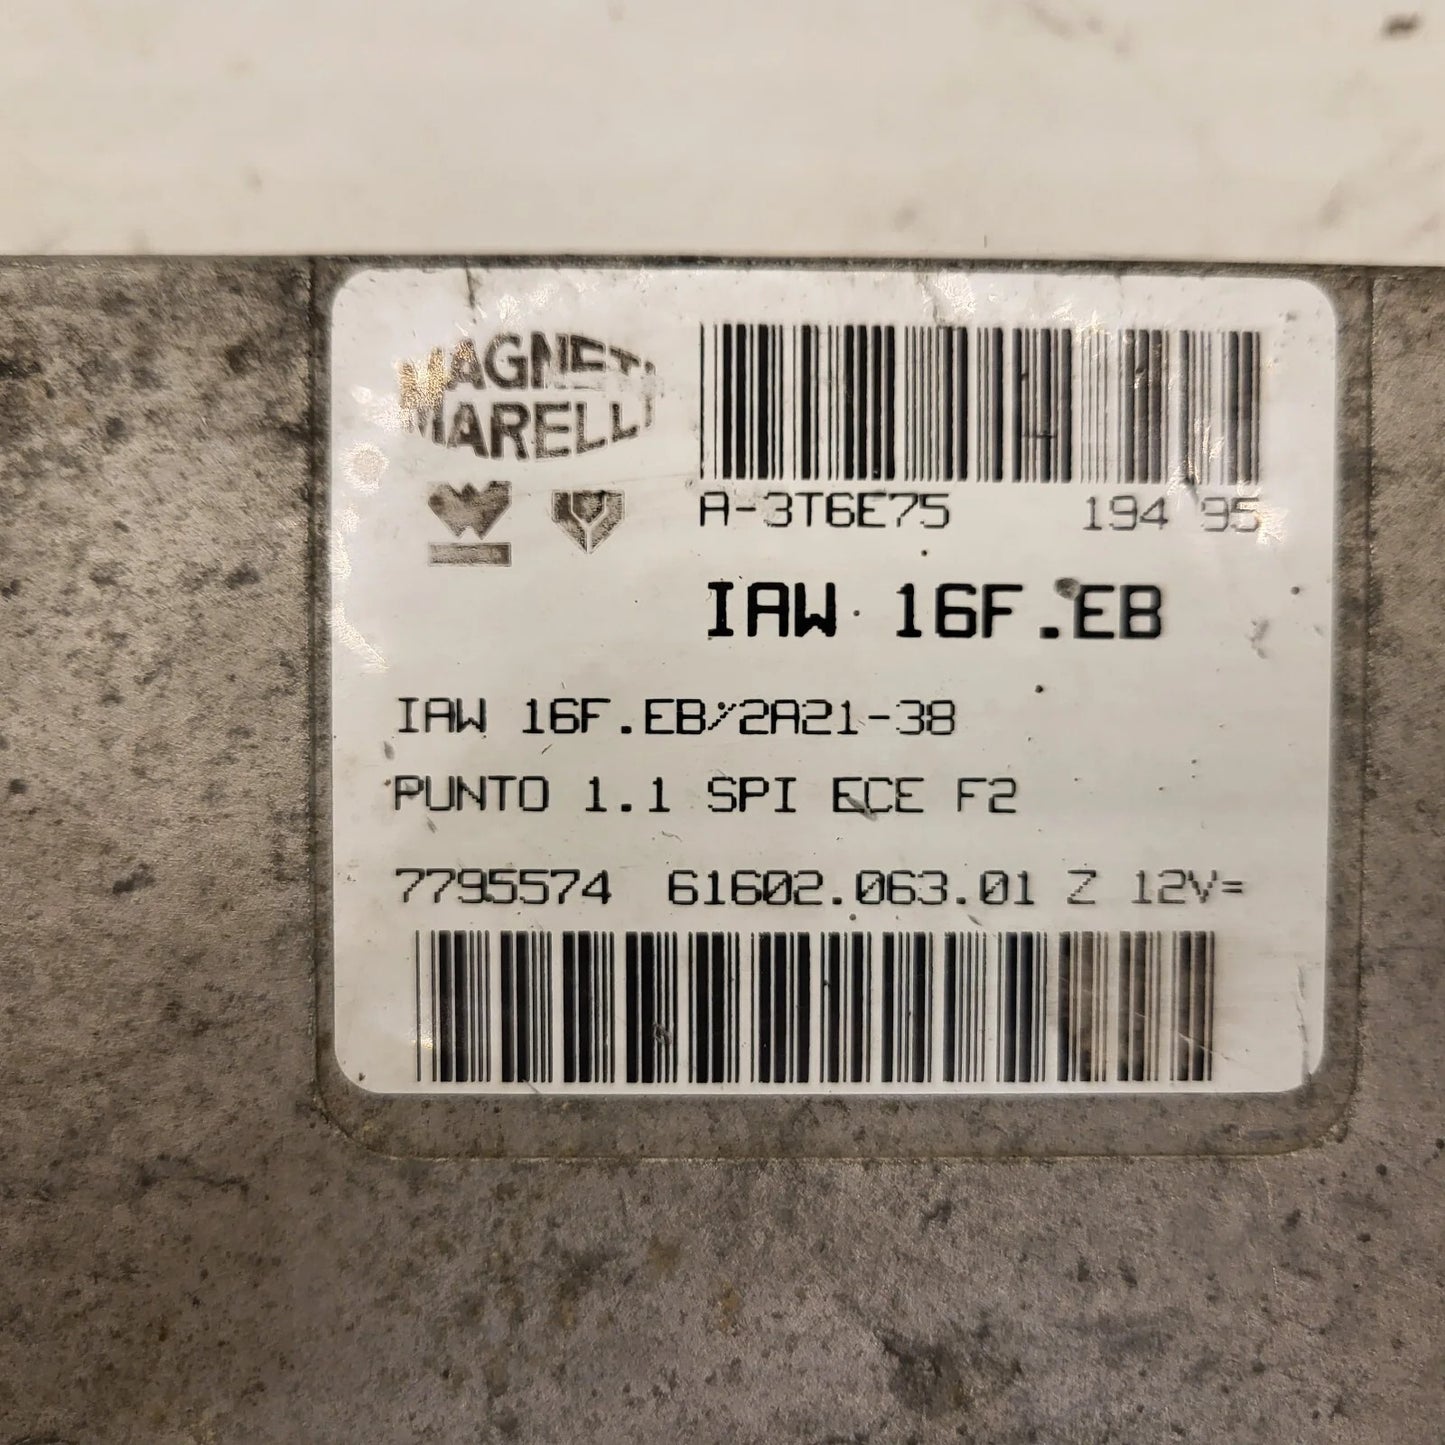 MAGNETI
MARELLI
A-3T6E75 194 95
IAW 16F.EB
IAW 16F.EB/2A21-38
PUNTO 1.1 SPI ECE F2
7795574 61602.063.01 Z 12V=